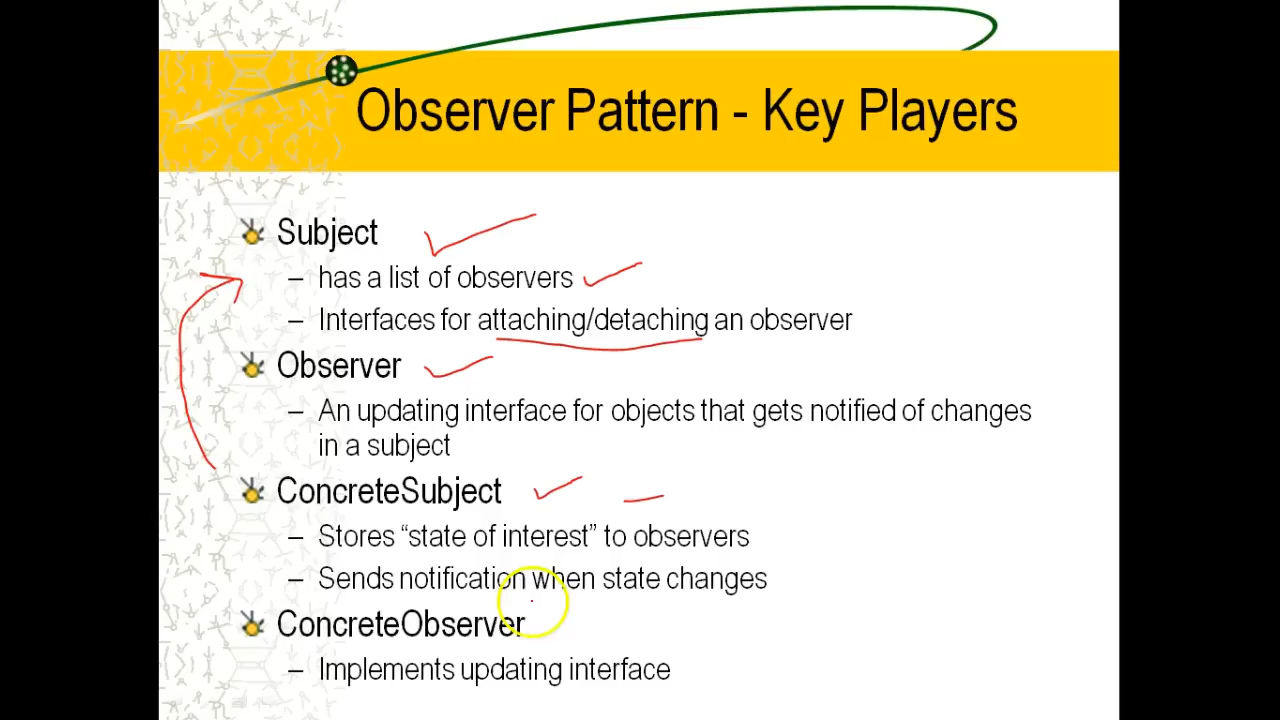 Observer Pattern - Key Players
Subject
– has a list of observers
– Interfaces for attaching/detaching an observer
Observer
– An updating interface for objects that gets notified of changes
in a subject
ConcreteSubject
– Stores “state of interest” to observers
– Sends notification when state changes
ConcreteObserver
– Implements updating interface